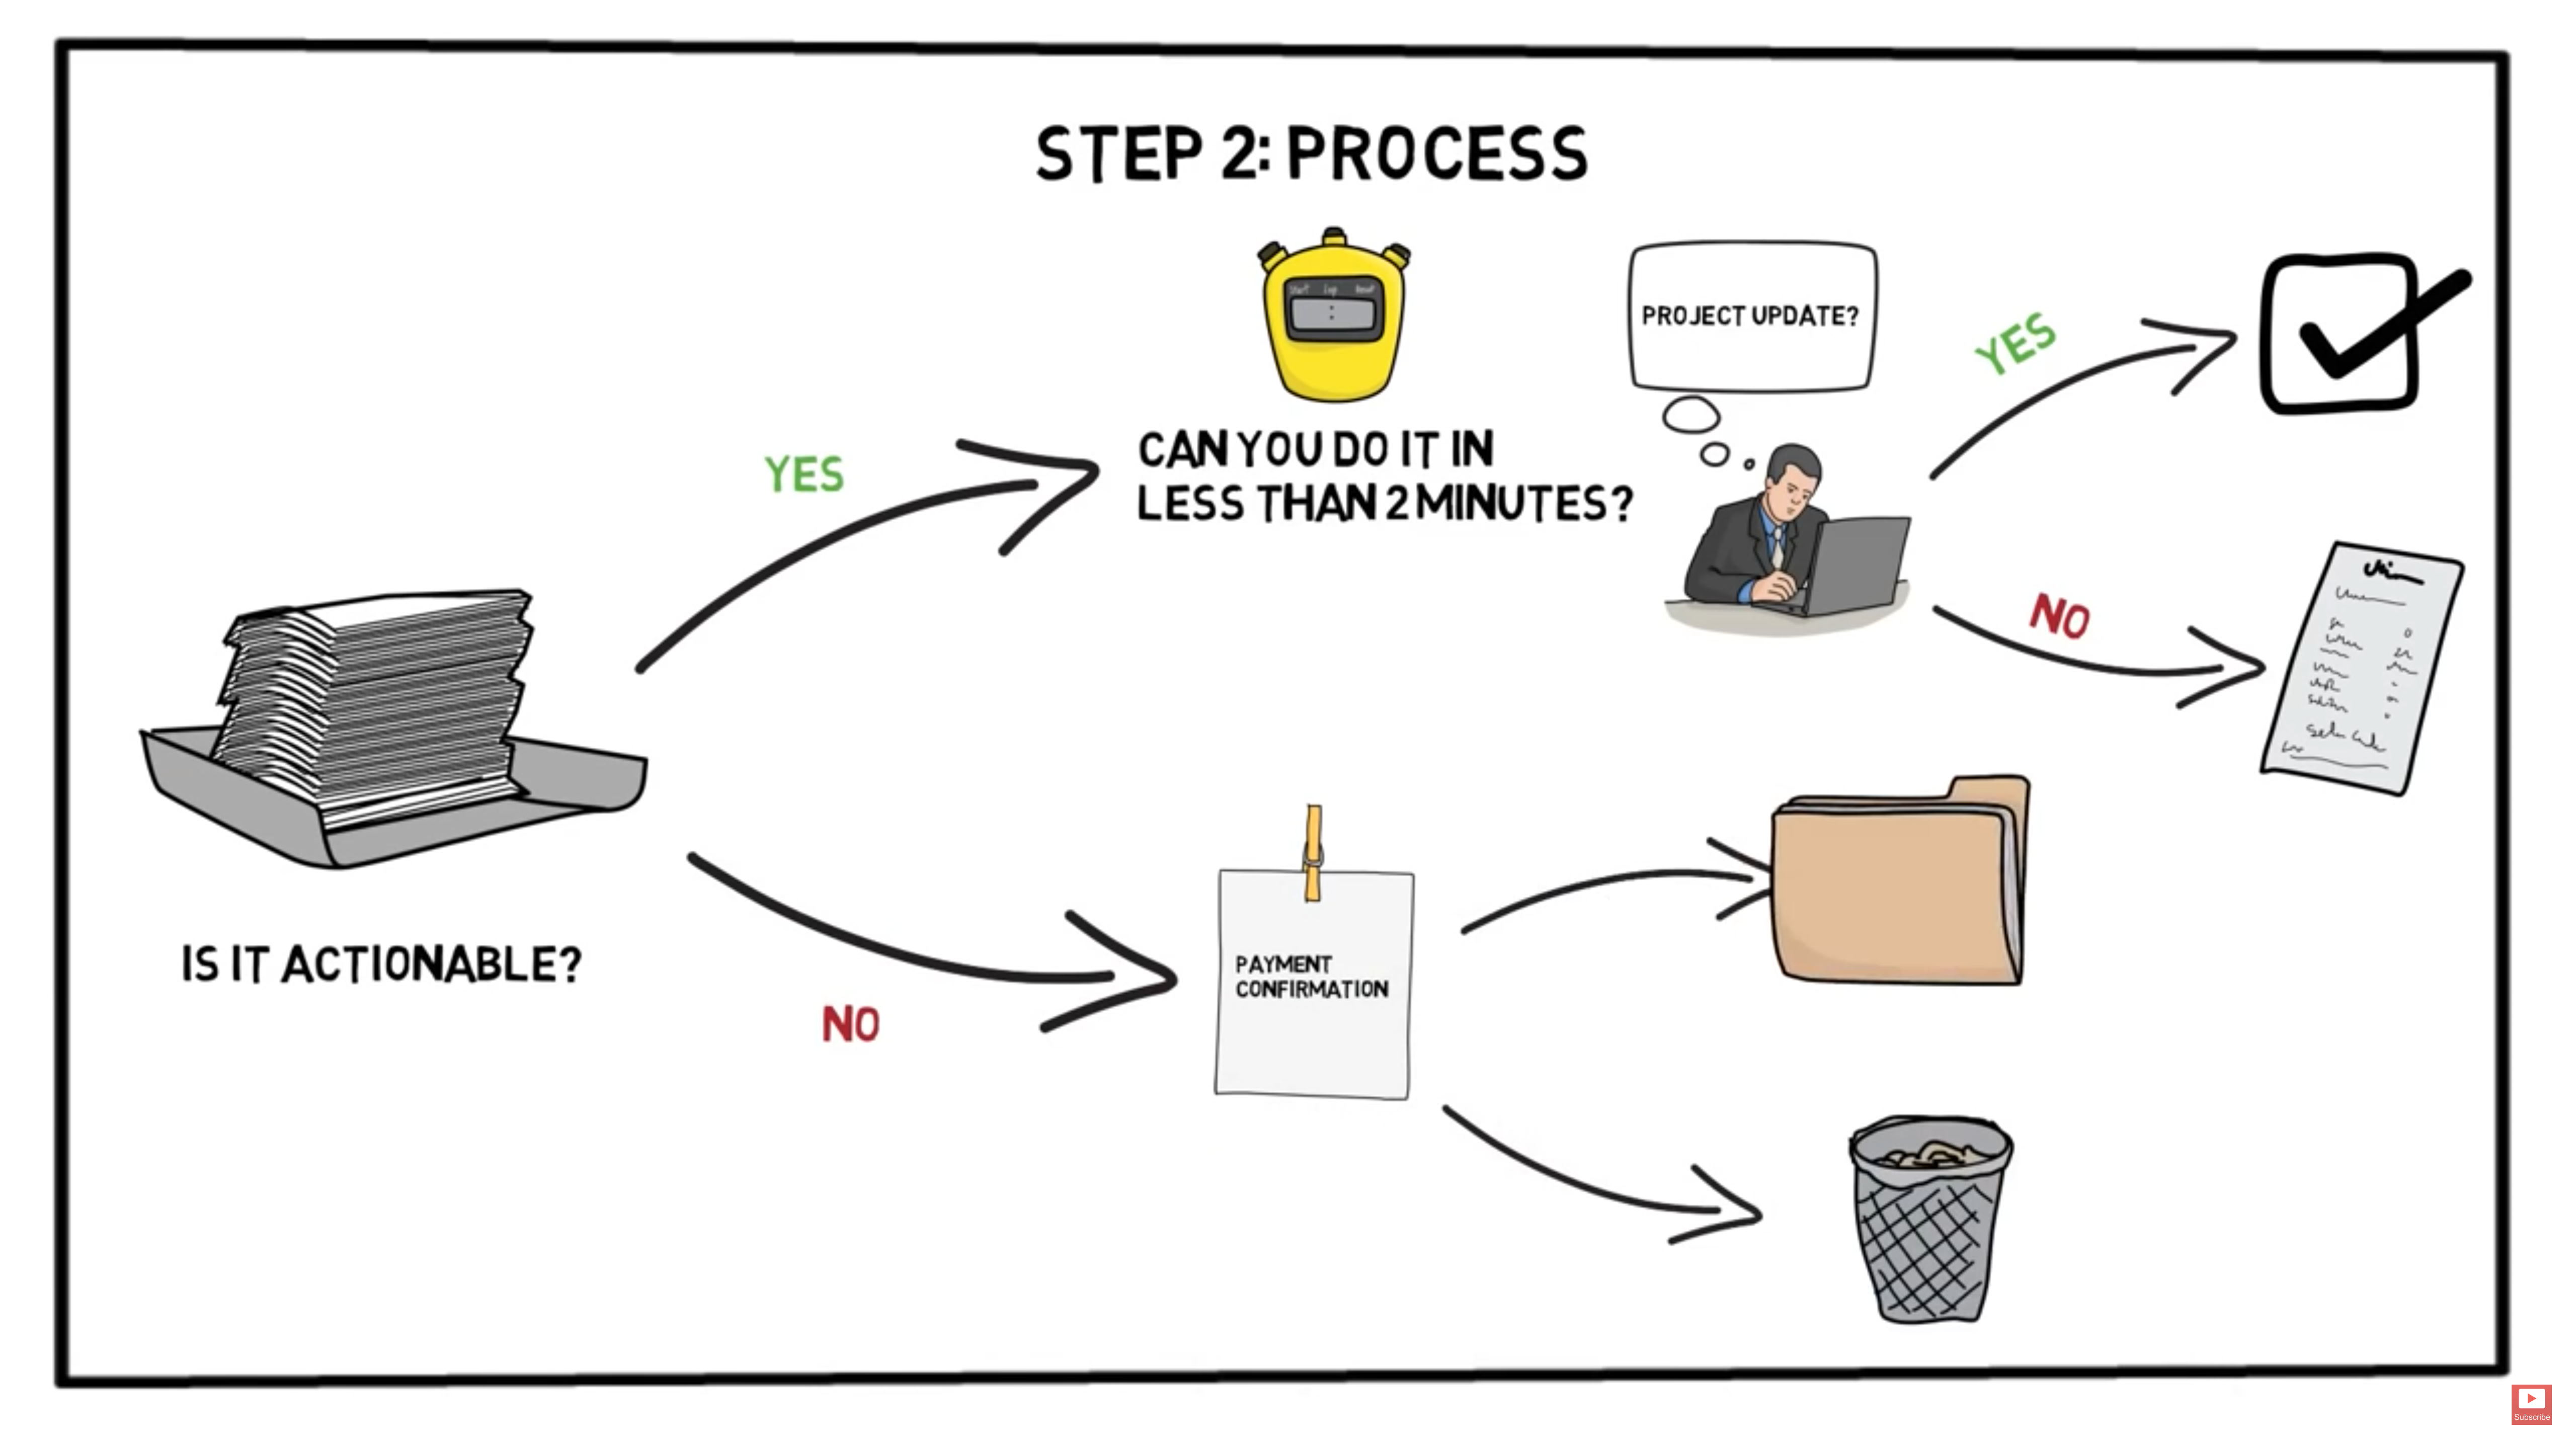 STEP 2: PROCESS
Start Lap Reset
:
PROJECT UPDATE?
YES
YES
CAN YOU DO IT IN
LESS THAN 2 MINUTES?
NO
IS IT ACTIONABLE?
NO
PAYMENT
CONFIRMATION
Subscribe